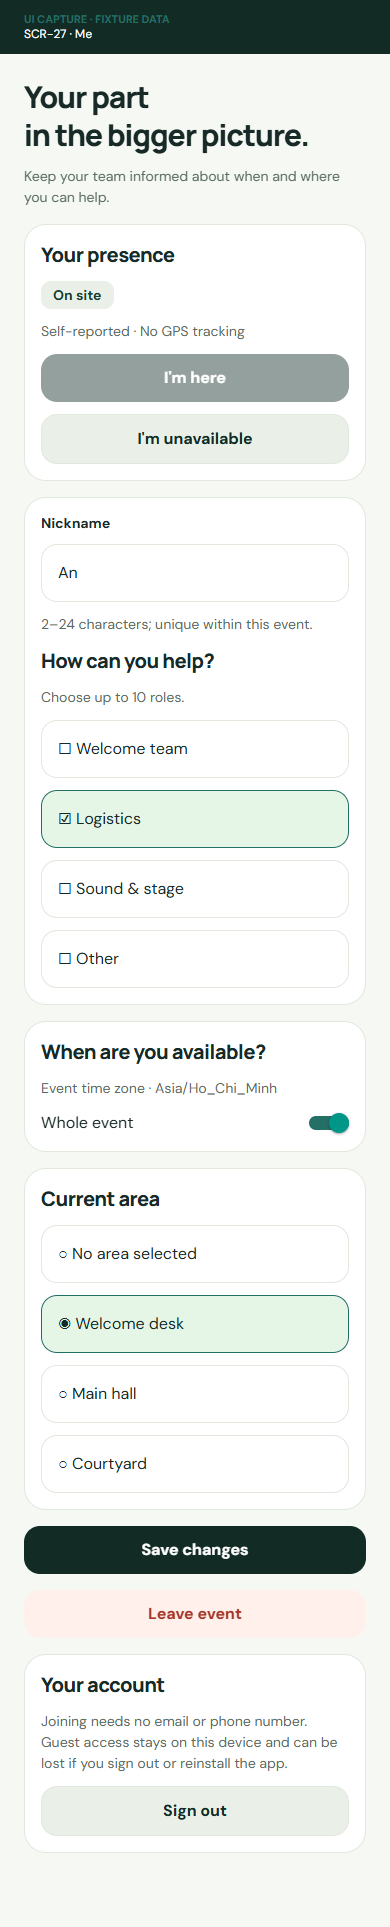 UI CAPTURE · FIXTURE DATA
SCR-27 · Me
Your part
in the bigger picture.
Keep your team informed about when and where
you can help.
Your presence
On site
Self-reported · No GPS tracking
I'm here
I'm unavailable
Nickname
An
2–24 characters; unique within this event.
How can you help?
Choose up to 10 roles.
☐ Welcome team
☑ Logistics
☐ Sound & stage
☐ Other
When are you available?
Event time zone · Asia/Ho_Chi_Minh
Whole event
Current area
○ No area selected
◉ Welcome desk
○ Main hall
○ Courtyard
Save changes
Leave event
Your account
Joining needs no email or phone number.
Guest access stays on this device and can be
lost if you sign out or reinstall the app.
Sign out